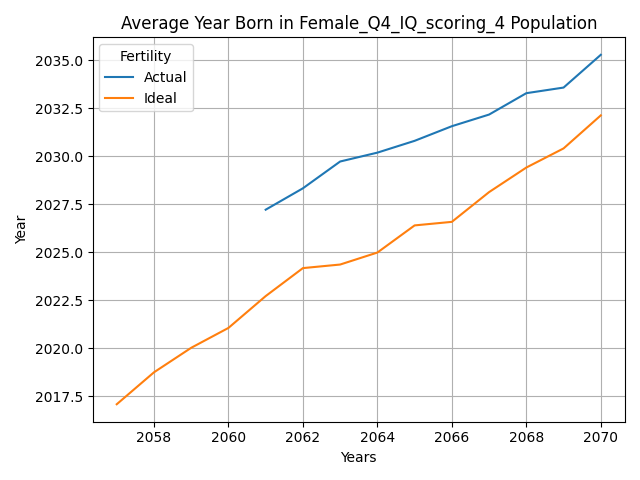 Average Year Born in Female_Q4_IQ_scoring_4 Population
Fertility
Actual
Ideal
2035.0
2032.5
2030.0
2027.5
2025.0
2022.5
2020.0
2017.5
Year
2058 2060 2062 2064 2066 2068 2070
Years